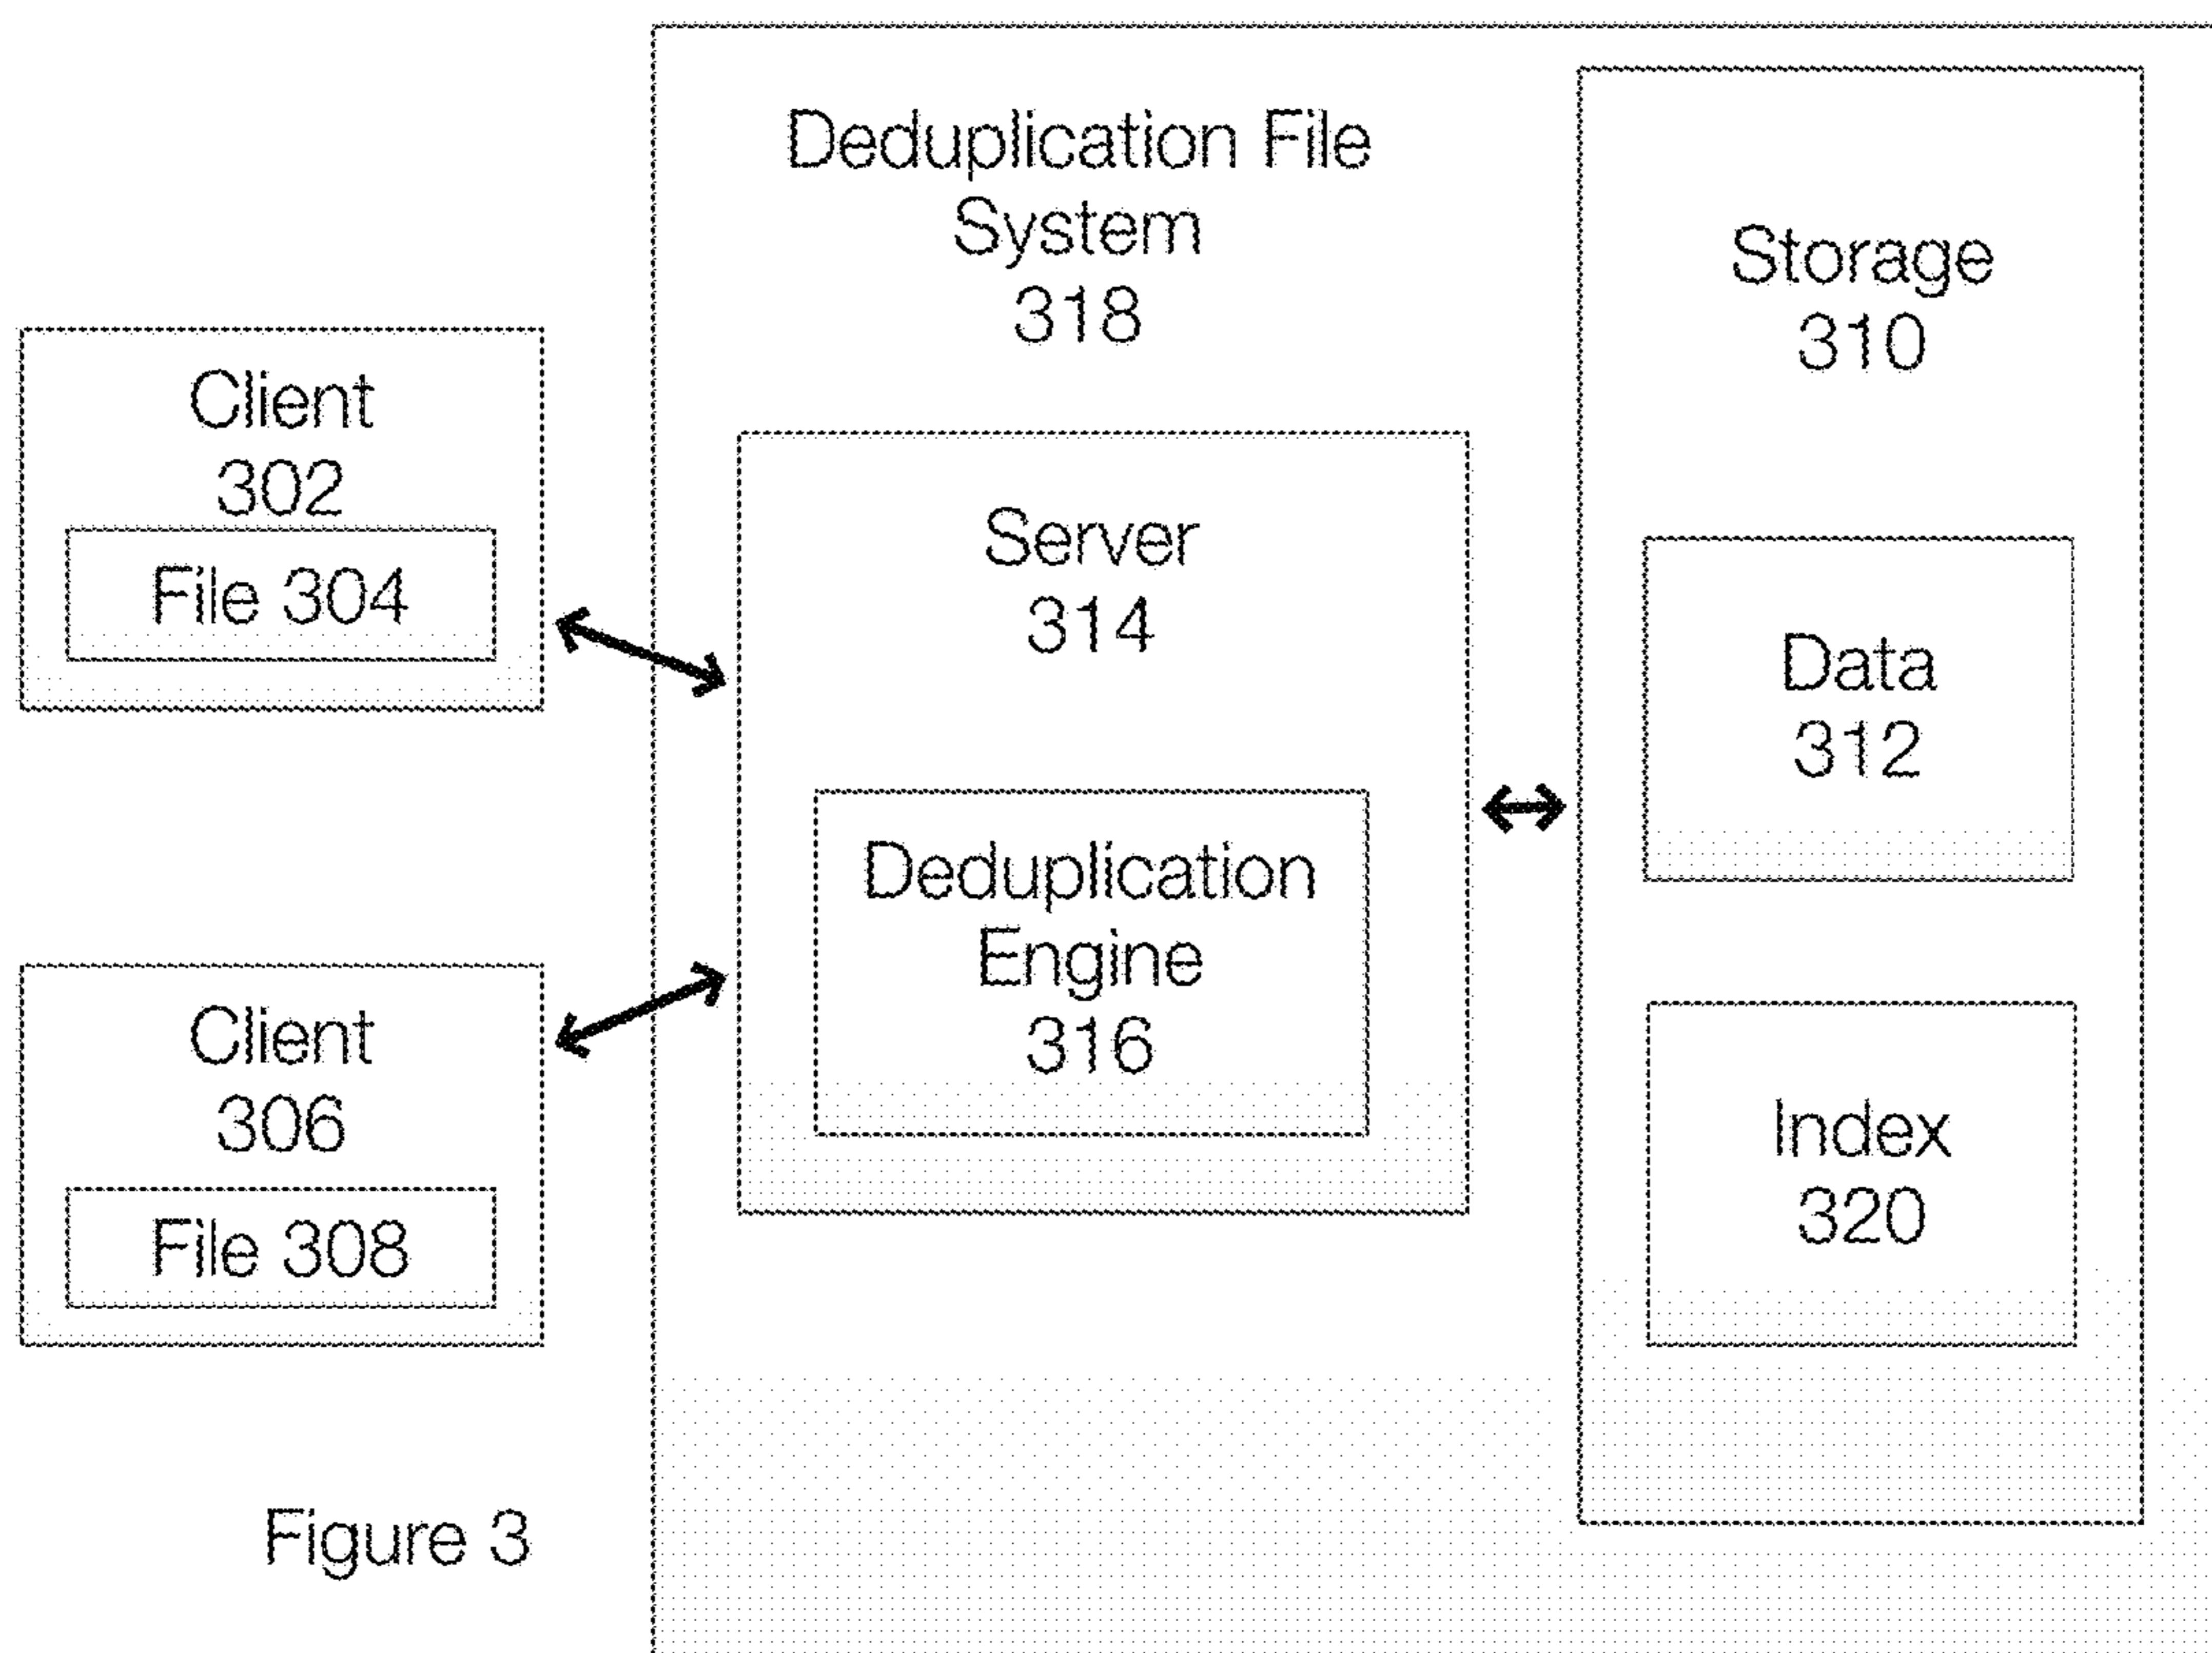 Deduplication File
System
318
Storage
310
Client
302
File 304
Server
314
Data
312
Deduplication
Engine
316
Client
306
File 308
Index
320
Figure 3